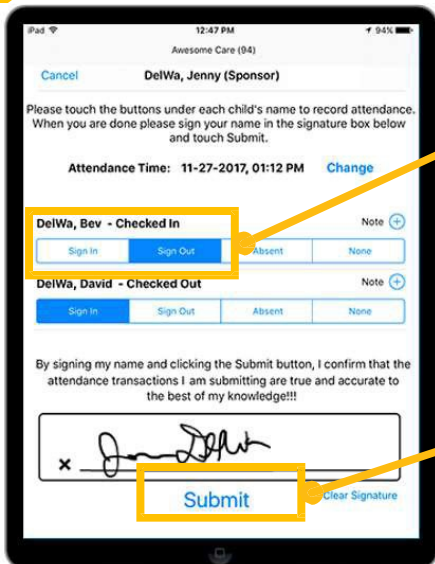 iPad 12:47 PM 94%
Awesome Care (94)
Cancel DelWa, Jenny (Sponsor)
Please touch the buttons under each child's name to record attendance.
When you are done please sign your name in the signature box below
and touch Submit.
Attendance Time: 11-27-2017, 01:12 PM Change
DelWa, Bev - Checked In Note
Sign In Sign Out Absent None
DelWa, David - Checked Out Note
Sign In Sign Out Absent None
By signing my name and clicking the Submit button, I confirm that the
attendance transactions I am submitting are true and accurate to
the best of my knowledge!!!
x
Submit Clear Signature